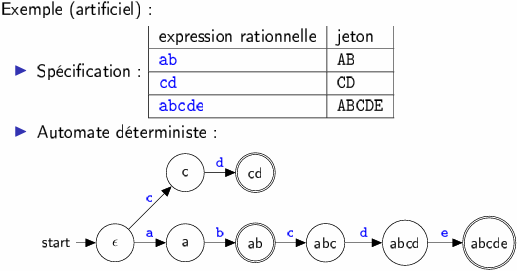 Exemple (artificiel) :
expression rationnelle jeton
ab AB
▶ Spécification : cd CD
abcde ABCDE
▶ Automate déterministe :
c d cd
c
start ϵ a a b ab c abc d abcd e abcde